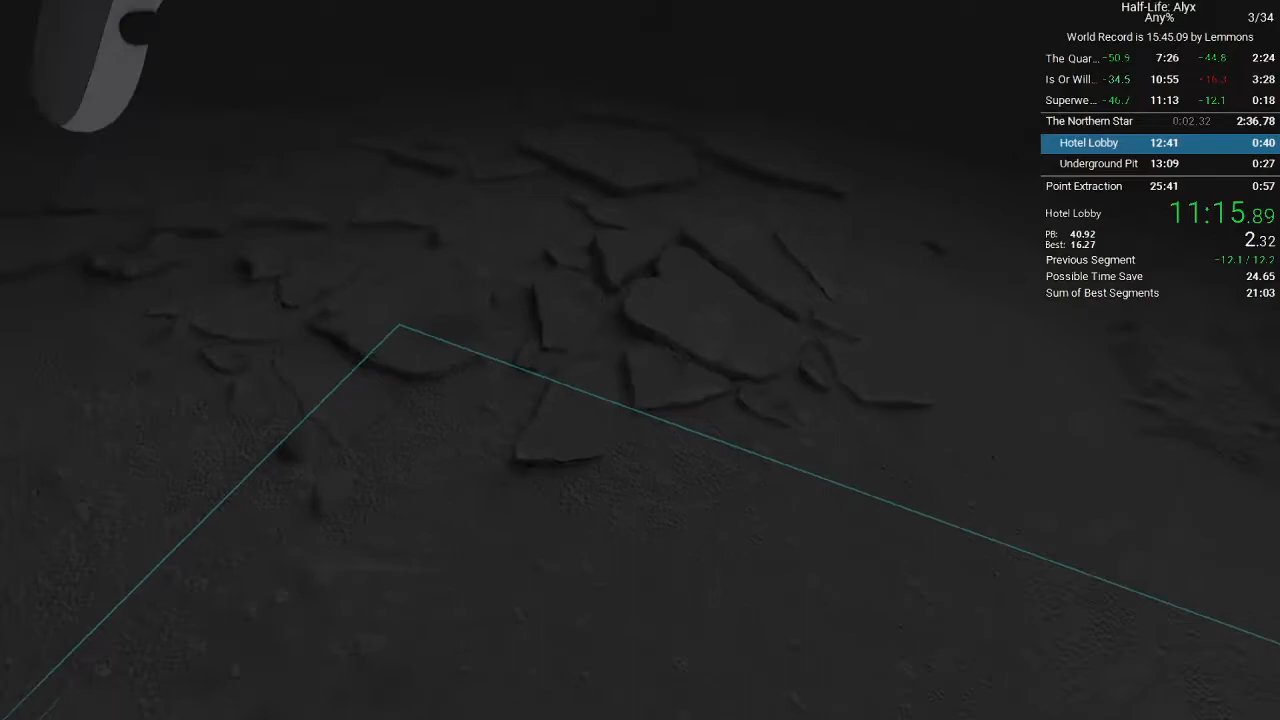 Half-Life: Alyx
Any% 3/34
World Record is 15.45.09 by Lemmons
The Quar... -50.9 7:26 -44.8 2:24
Is Or Will... -34.5 10:55 -15.3 3:28
Superwe... -46.7 11:13 -12.1 0:18
The Northern Star 0:02.32 2:36.78
Hotel Lobby 12:41 0:40
Underground Pit 13:09 0:27
Point Extraction 25:41 0:57
Hotel Lobby 11:15.89
PB: 40.92
Best: 16.27 2.32
Previous Segment -12.1 / 12.2
Possible Time Save 24.65
Sum of Best Segments 21:03